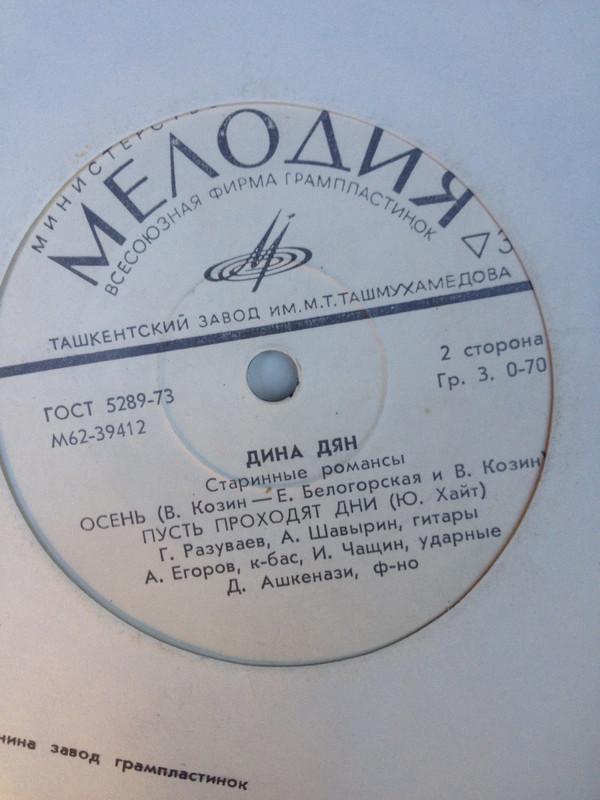 МИНИСТЕРСТВ
МЕЛОДИЯ
ВСЕСОЮЗНАЯ ФИРМА ГРАМПЛАСТИНОК
ТАШКЕНТСКИЙ ЗАВОД ИМ.М.Т.ТАШМУХАМЕДОВА
2 сторона
Гр. 3. 0-70
ГОСТ 5289-73
М62-39412
ДИНА ДЯН
Старинные романсы
ОСЕНЬ (В. Козин — Е. Белогорская и В. Козин)
ПУСТЬ ПРОХОДЯТ ДНИ (Ю. Хайт)
Г. Разуваев, А. Шавырин, гитары
А. Егоров, к-бас, И. Чащин, ударные
Д. Ашкенази, ф-но
нина завод грампластинок